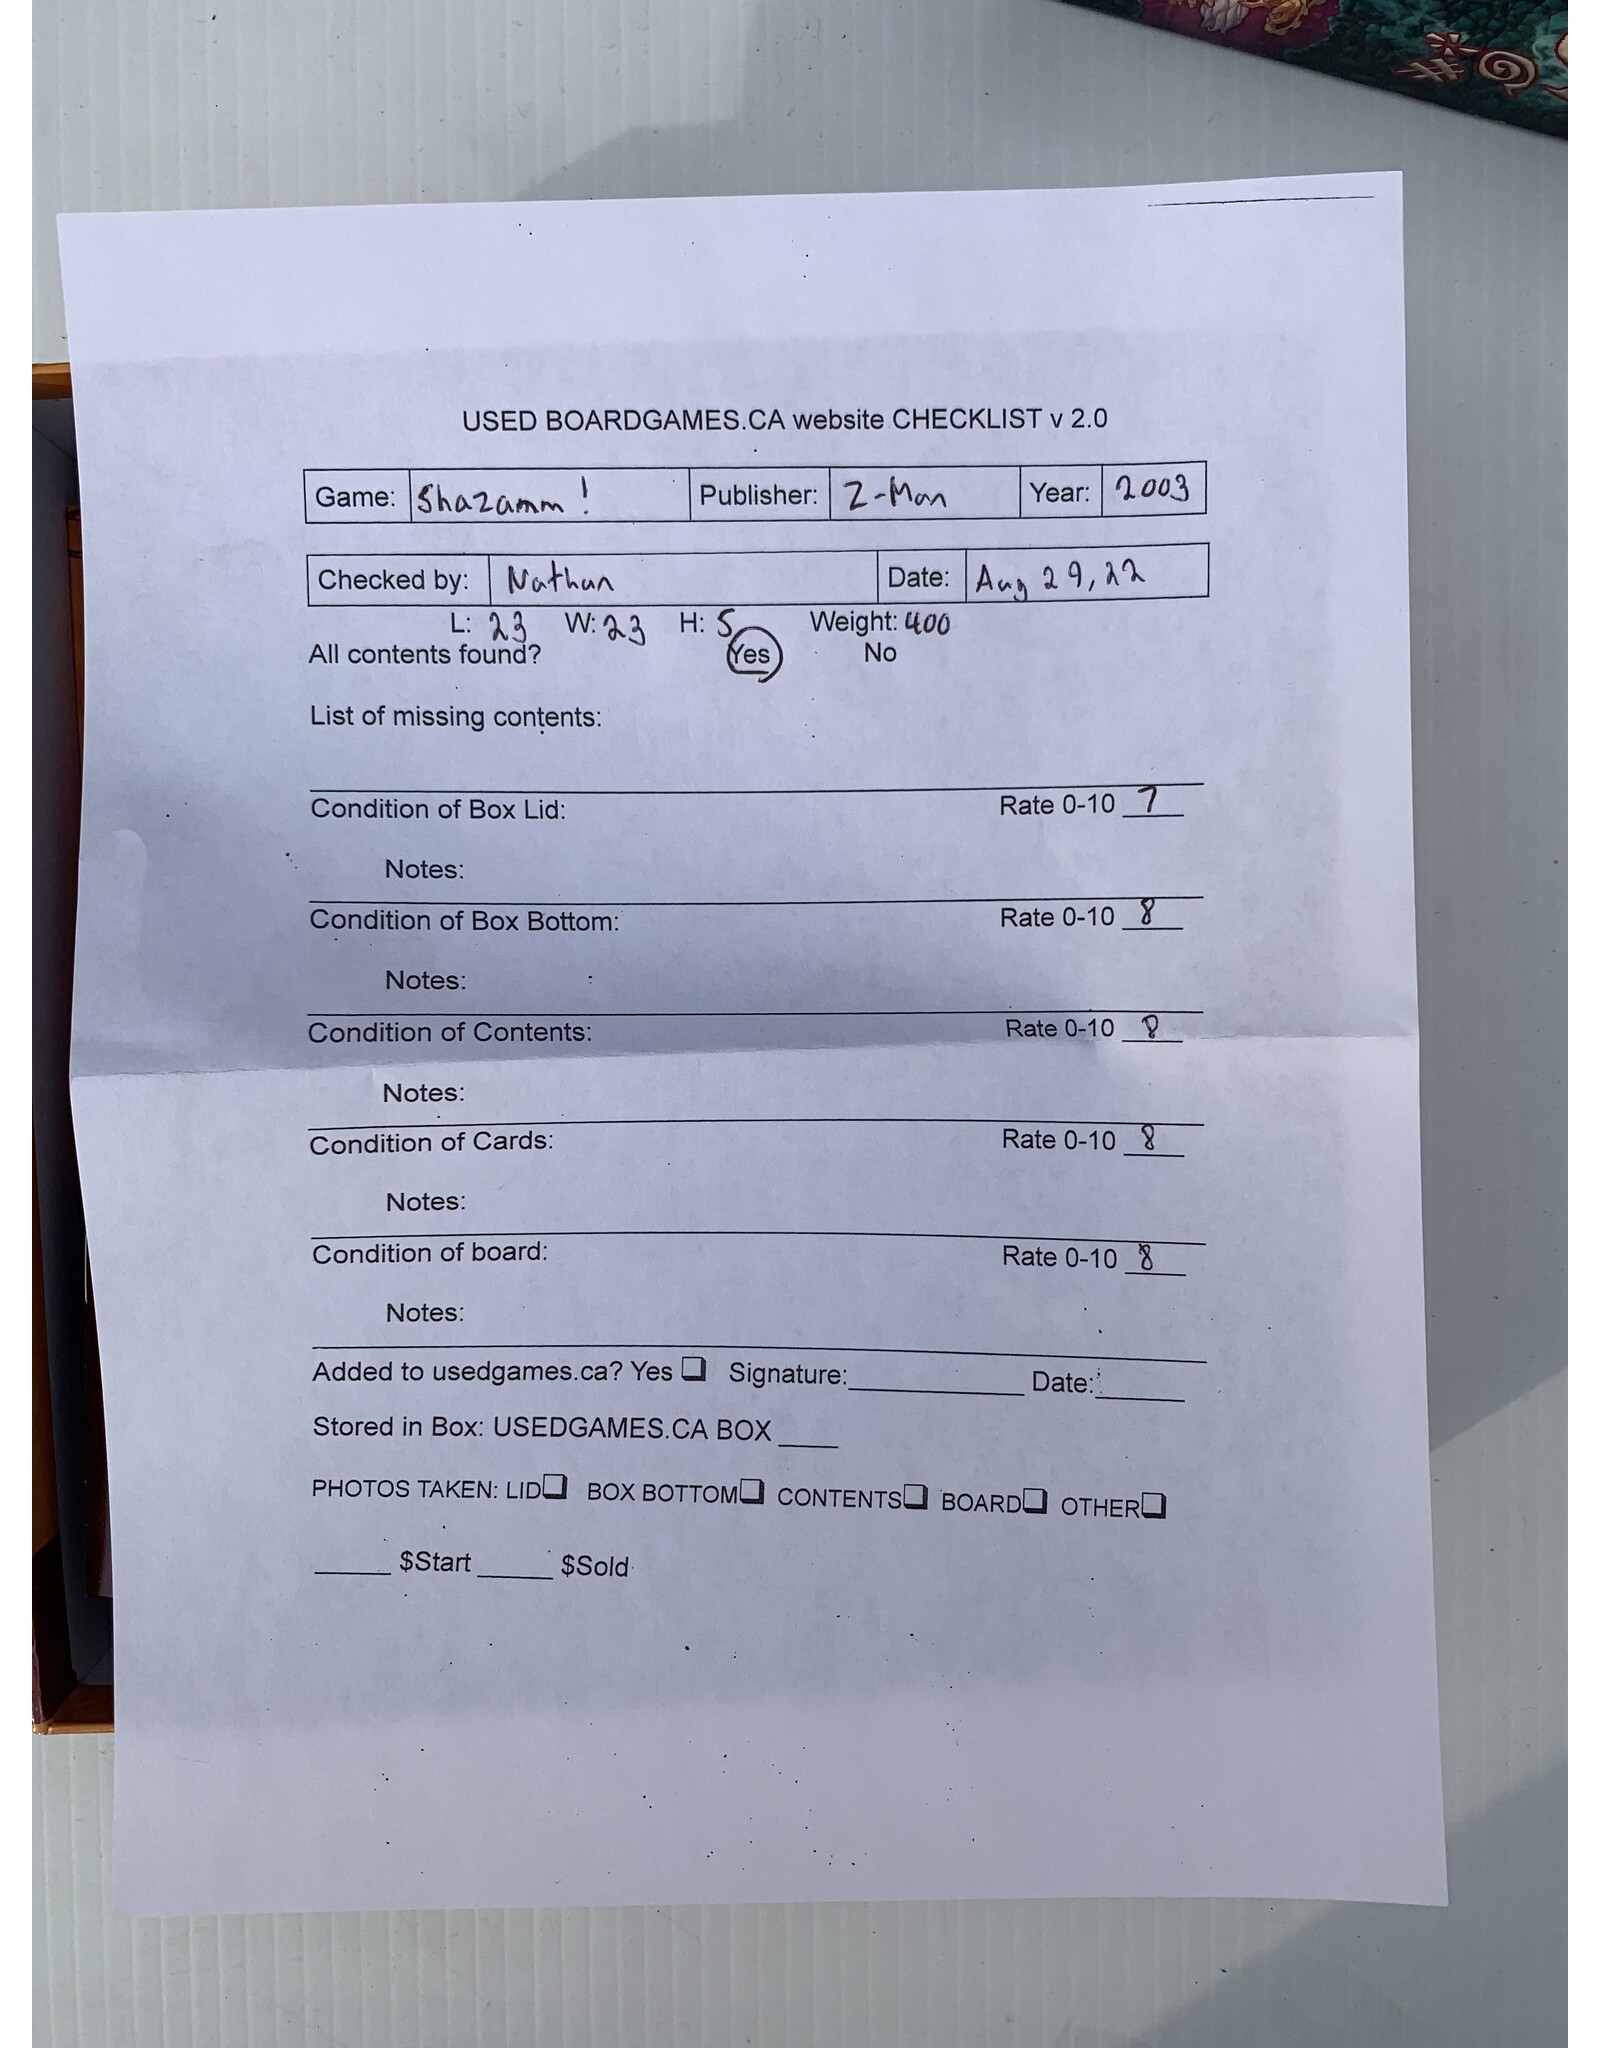 USED BOARDGAMES.CA website CHECKLIST v 2.0
Game: Shazamm! Publisher: Z-Man Year: 2003
Checked by: Nathan Date: Aug 29, 22
L: 23 W: 23 H: 5 Weight: 400
All contents found? Yes No
List of missing contents:
Condition of Box Lid: Rate 0-10 7
Notes:
Condition of Box Bottom: Rate 0-10 8
Notes:
Condition of Contents: Rate 0-10 8
Notes:
Condition of Cards: Rate 0-10 8
Notes:
Condition of board: Rate 0-10 8
Notes:
Added to usedgames.ca? Yes ❏ Signature:____________ Date:______
Stored in Box: USEDGAMES.CA BOX ____
PHOTOS TAKEN: LID❏ BOX BOTTOM❏ CONTENTS❏ BOARD❏ OTHER❏
_____ $Start _____ $Sold